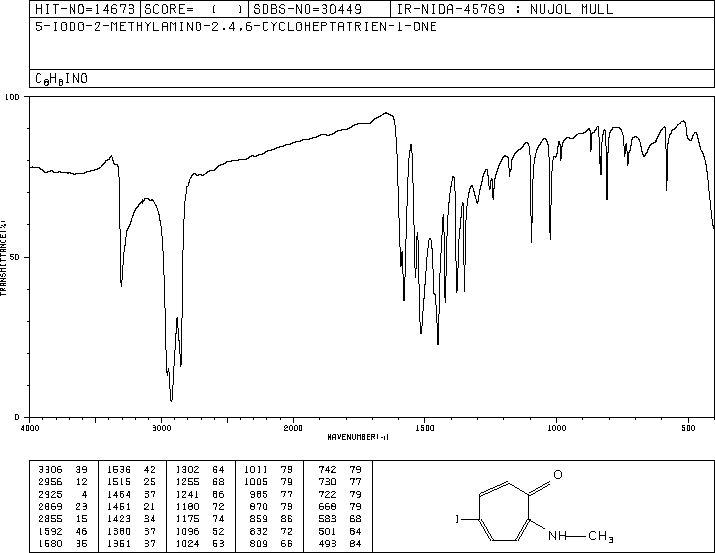 HIT-NO=14673 SCORE= ( ) SDBS-NO=30449 IR-NIDA-45769 : NUJOL MULL
5-IODO-2-METHYLAMINO-2,4,6-CYCLOHEPTATRIEN-1-ONE
C8H8INO
100
50
0
TRANSMITTANCE(%)
4000 3000 2000 1500 1000 500
WAVENUMBER(-1)
3306 39 1536 42 1302 64 1011 79 742 79
2956 12 1515 25 1255 68 1005 79 730 77
2925 4 1464 37 1241 66 985 77 722 79
2869 23 1451 21 1180 72 870 79 668 79
2855 15 1423 34 1175 74 859 86 583 68
1592 46 1380 37 1096 52 832 72 501 84
1580 35 1351 37 1024 53 809 66 493 84
O
I
NH CH3